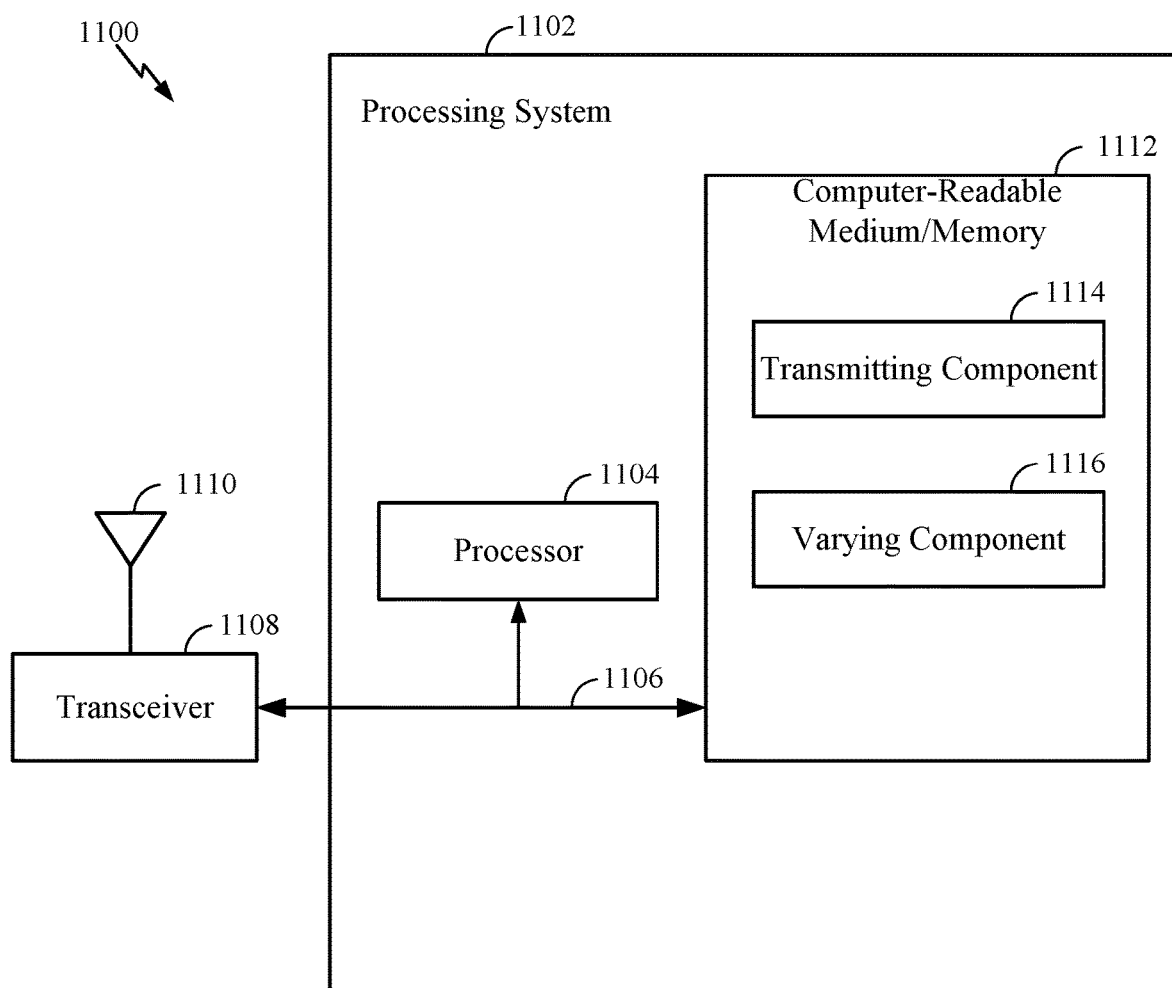 1100
1102
Processing System
1112
Computer-Readable
Medium/Memory
1114
Transmitting Component
1116
Varying Component
1104
Processor
1110
1108
Transceiver
1106